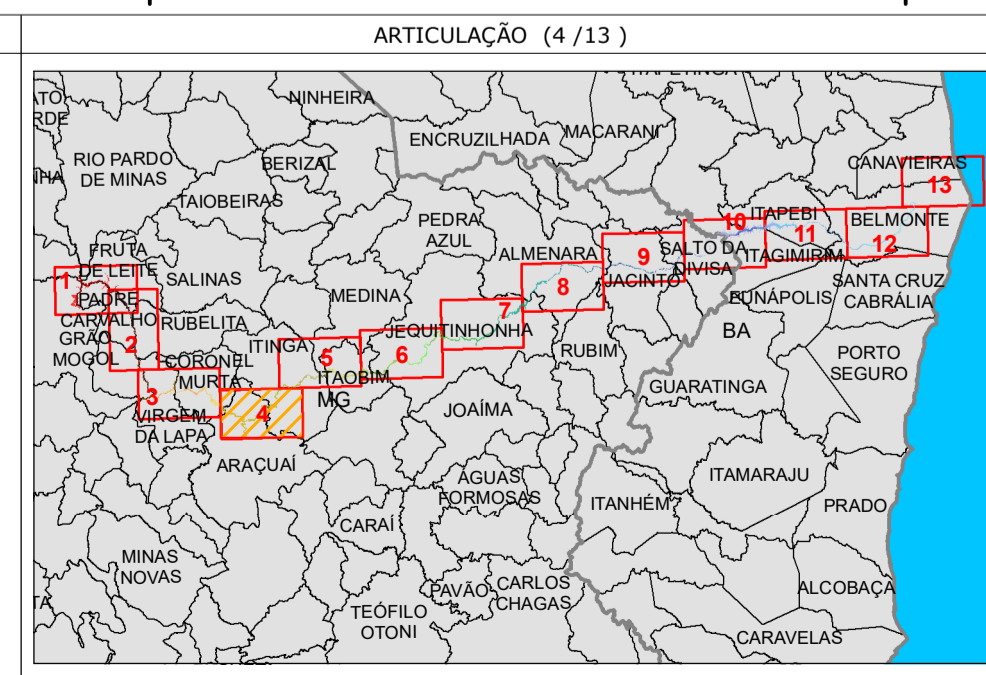 ARTICULAÇÃO (4 /13 )
NINHEIRA
ENCRUZILHADA
MACARANI
RIO PARDO
DE MINAS
BERIZAL
CANAVIEIRAS
13
TAIOBEIRAS
PEDRA
AZUL
10
ITAPEBI
11
BELMONTE
12
FRUTA
DE LEITE
1
SALINAS
ALMENARA
9
SALTO DA
DIVISA
ITAGIMIRIM
8
JACINTO
SANTA CRUZ
CABRÁLIA
PADRE
CARVALHO
MEDINA
7
EUNÁPOLIS
RUBELITA
JEQUITINHONHA
BA
GRÃO
MOGOL
2
ITINGA
5
6
RUBIM
PORTO
SEGURO
CORONEL
MURTA
ITAOBIM
MG
GUARATINGA
3
4
JOAÍMA
VIRGEM
DA LAPA
ARAÇUAÍ
ÁGUAS
FORMOSAS
ITAMARAJU
ITANHÉM
PRADO
CARAÍ
MINAS
NOVAS
PAVÃO
CARLOS
CHAGAS
ALCOBAÇA
TEÓFILO
OTONI
CARAVELAS